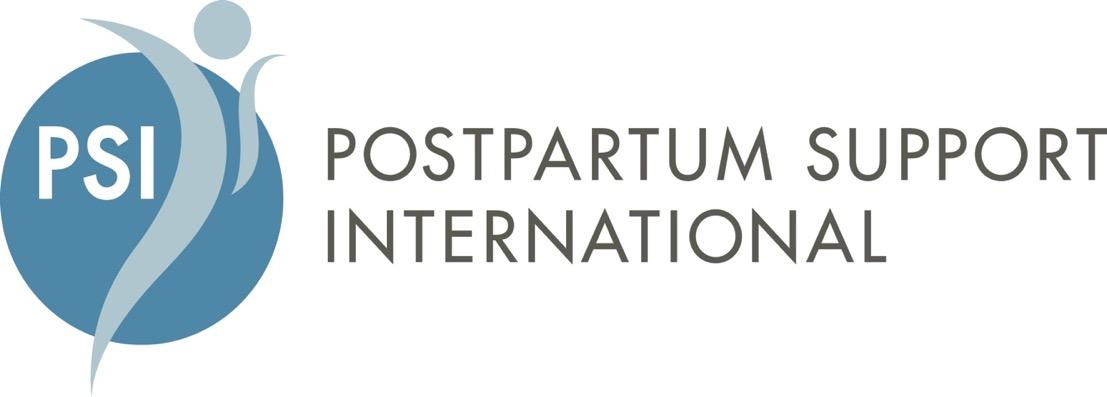 PSI
POSTPARTUM SUPPORT
INTERNATIONAL